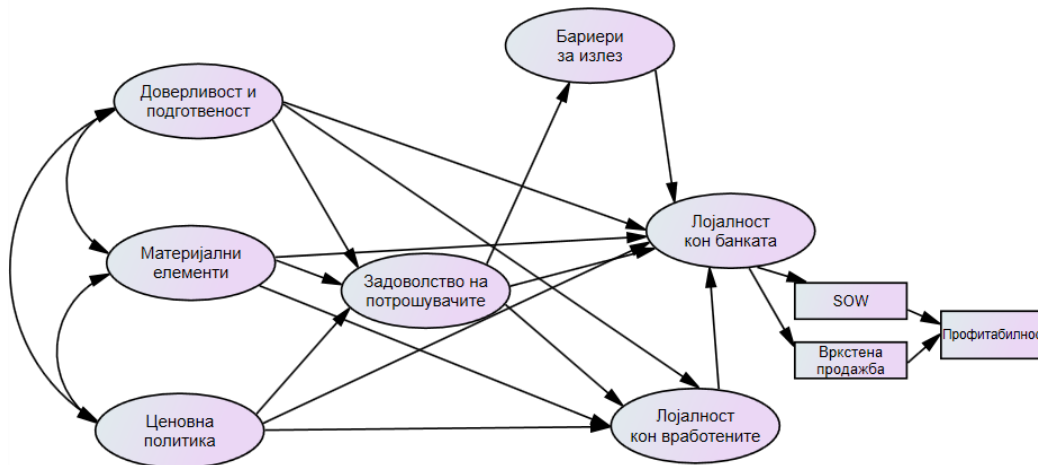 Бариери
за излез
Доверливост и
подготвеност
Лојалност
кон банката
Материјални
елементи
Задоволство на
потрошувачите
SOW
Профитабилнос
Вркстена
продажба
Ценовна
политика
Лојалност
кон вработените